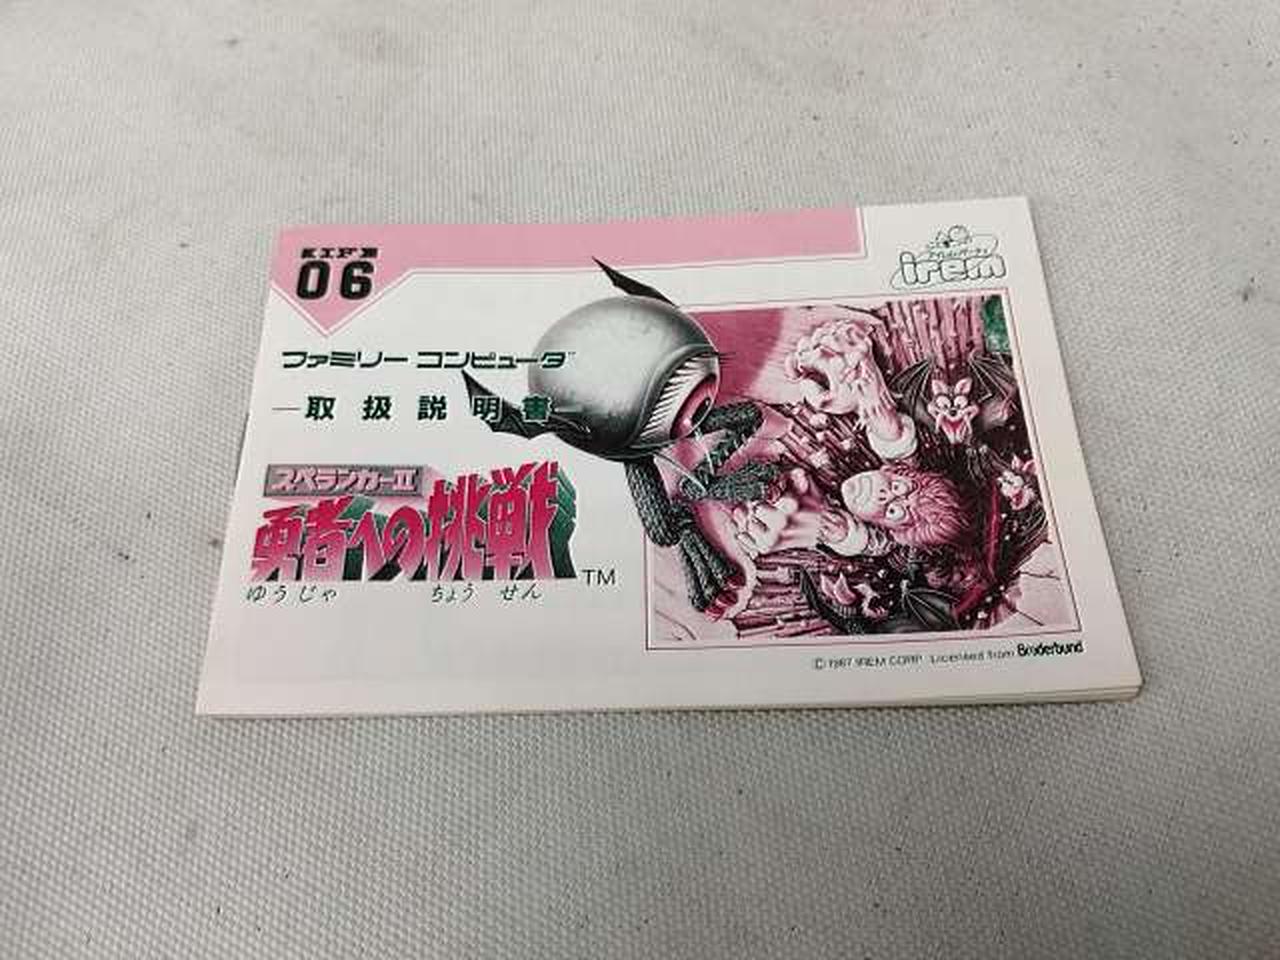 06
irem
ファミリー コンピュータ
取扱説明書
スペランカーII
勇者への挑戦 TM
ゆうじゃ ちょうせん
© 1987 IREM CORP. Licensed from Brøderbund